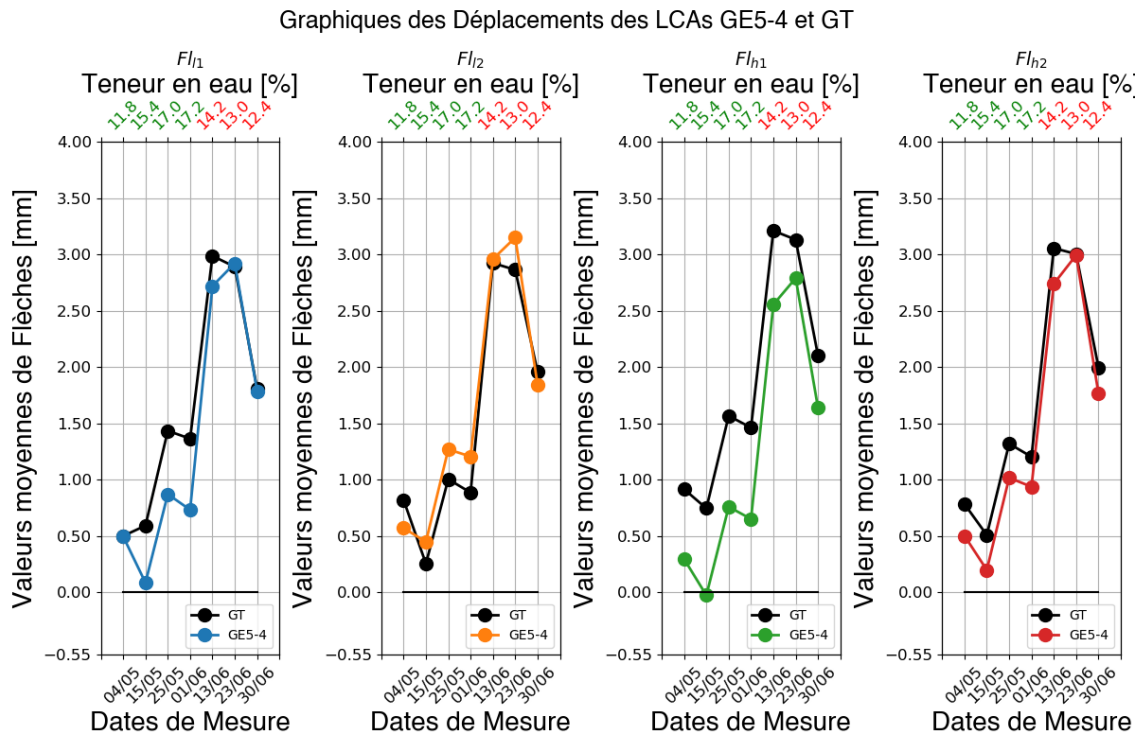 Graphiques des Déplacements des LCAs GE5-4 et GT
Fl_{l1}
Teneur en eau [%]
11.8 15.4 17.0 17.2 14.2 13.0 12.4
Valeurs moyennes de Flèches [mm]
4.00
3.50
3.00
2.50
2.00
1.50
1.00
0.50
0.00
−0.55
GT
GE5-4
04/05 15/05 25/05 01/06 13/06 23/06 30/06
Dates de Mesure
Fl_{l2}
Teneur en eau [%]
11.8 15.4 17.0 17.2 14.2 13.0 12.4
Valeurs moyennes de Flèches [mm]
4.00
3.50
3.00
2.50
2.00
1.50
1.00
0.50
0.00
−0.55
GT
GE5-4
04/05 15/05 25/05 01/06 13/06 23/06 30/06
Dates de Mesure
Fl_{h1}
Teneur en eau [%]
11.8 15.4 17.0 17.2 14.2 13.0 12.4
Valeurs moyennes de Flèches [mm]
4.00
3.50
3.00
2.50
2.00
1.50
1.00
0.50
0.00
−0.55
GT
GE5-4
04/05 15/05 25/05 01/06 13/06 23/06 30/06
Dates de Mesure
Fl_{h2}
Teneur en eau [%]
11.8 15.4 17.0 17.2 14.2 13.0 12.4
Valeurs moyennes de Flèches [mm]
4.00
3.50
3.00
2.50
2.00
1.50
1.00
0.50
0.00
−0.55
GT
GE5-4
04/05 15/05 25/05 01/06 13/06 23/06 30/06
Dates de Mesure